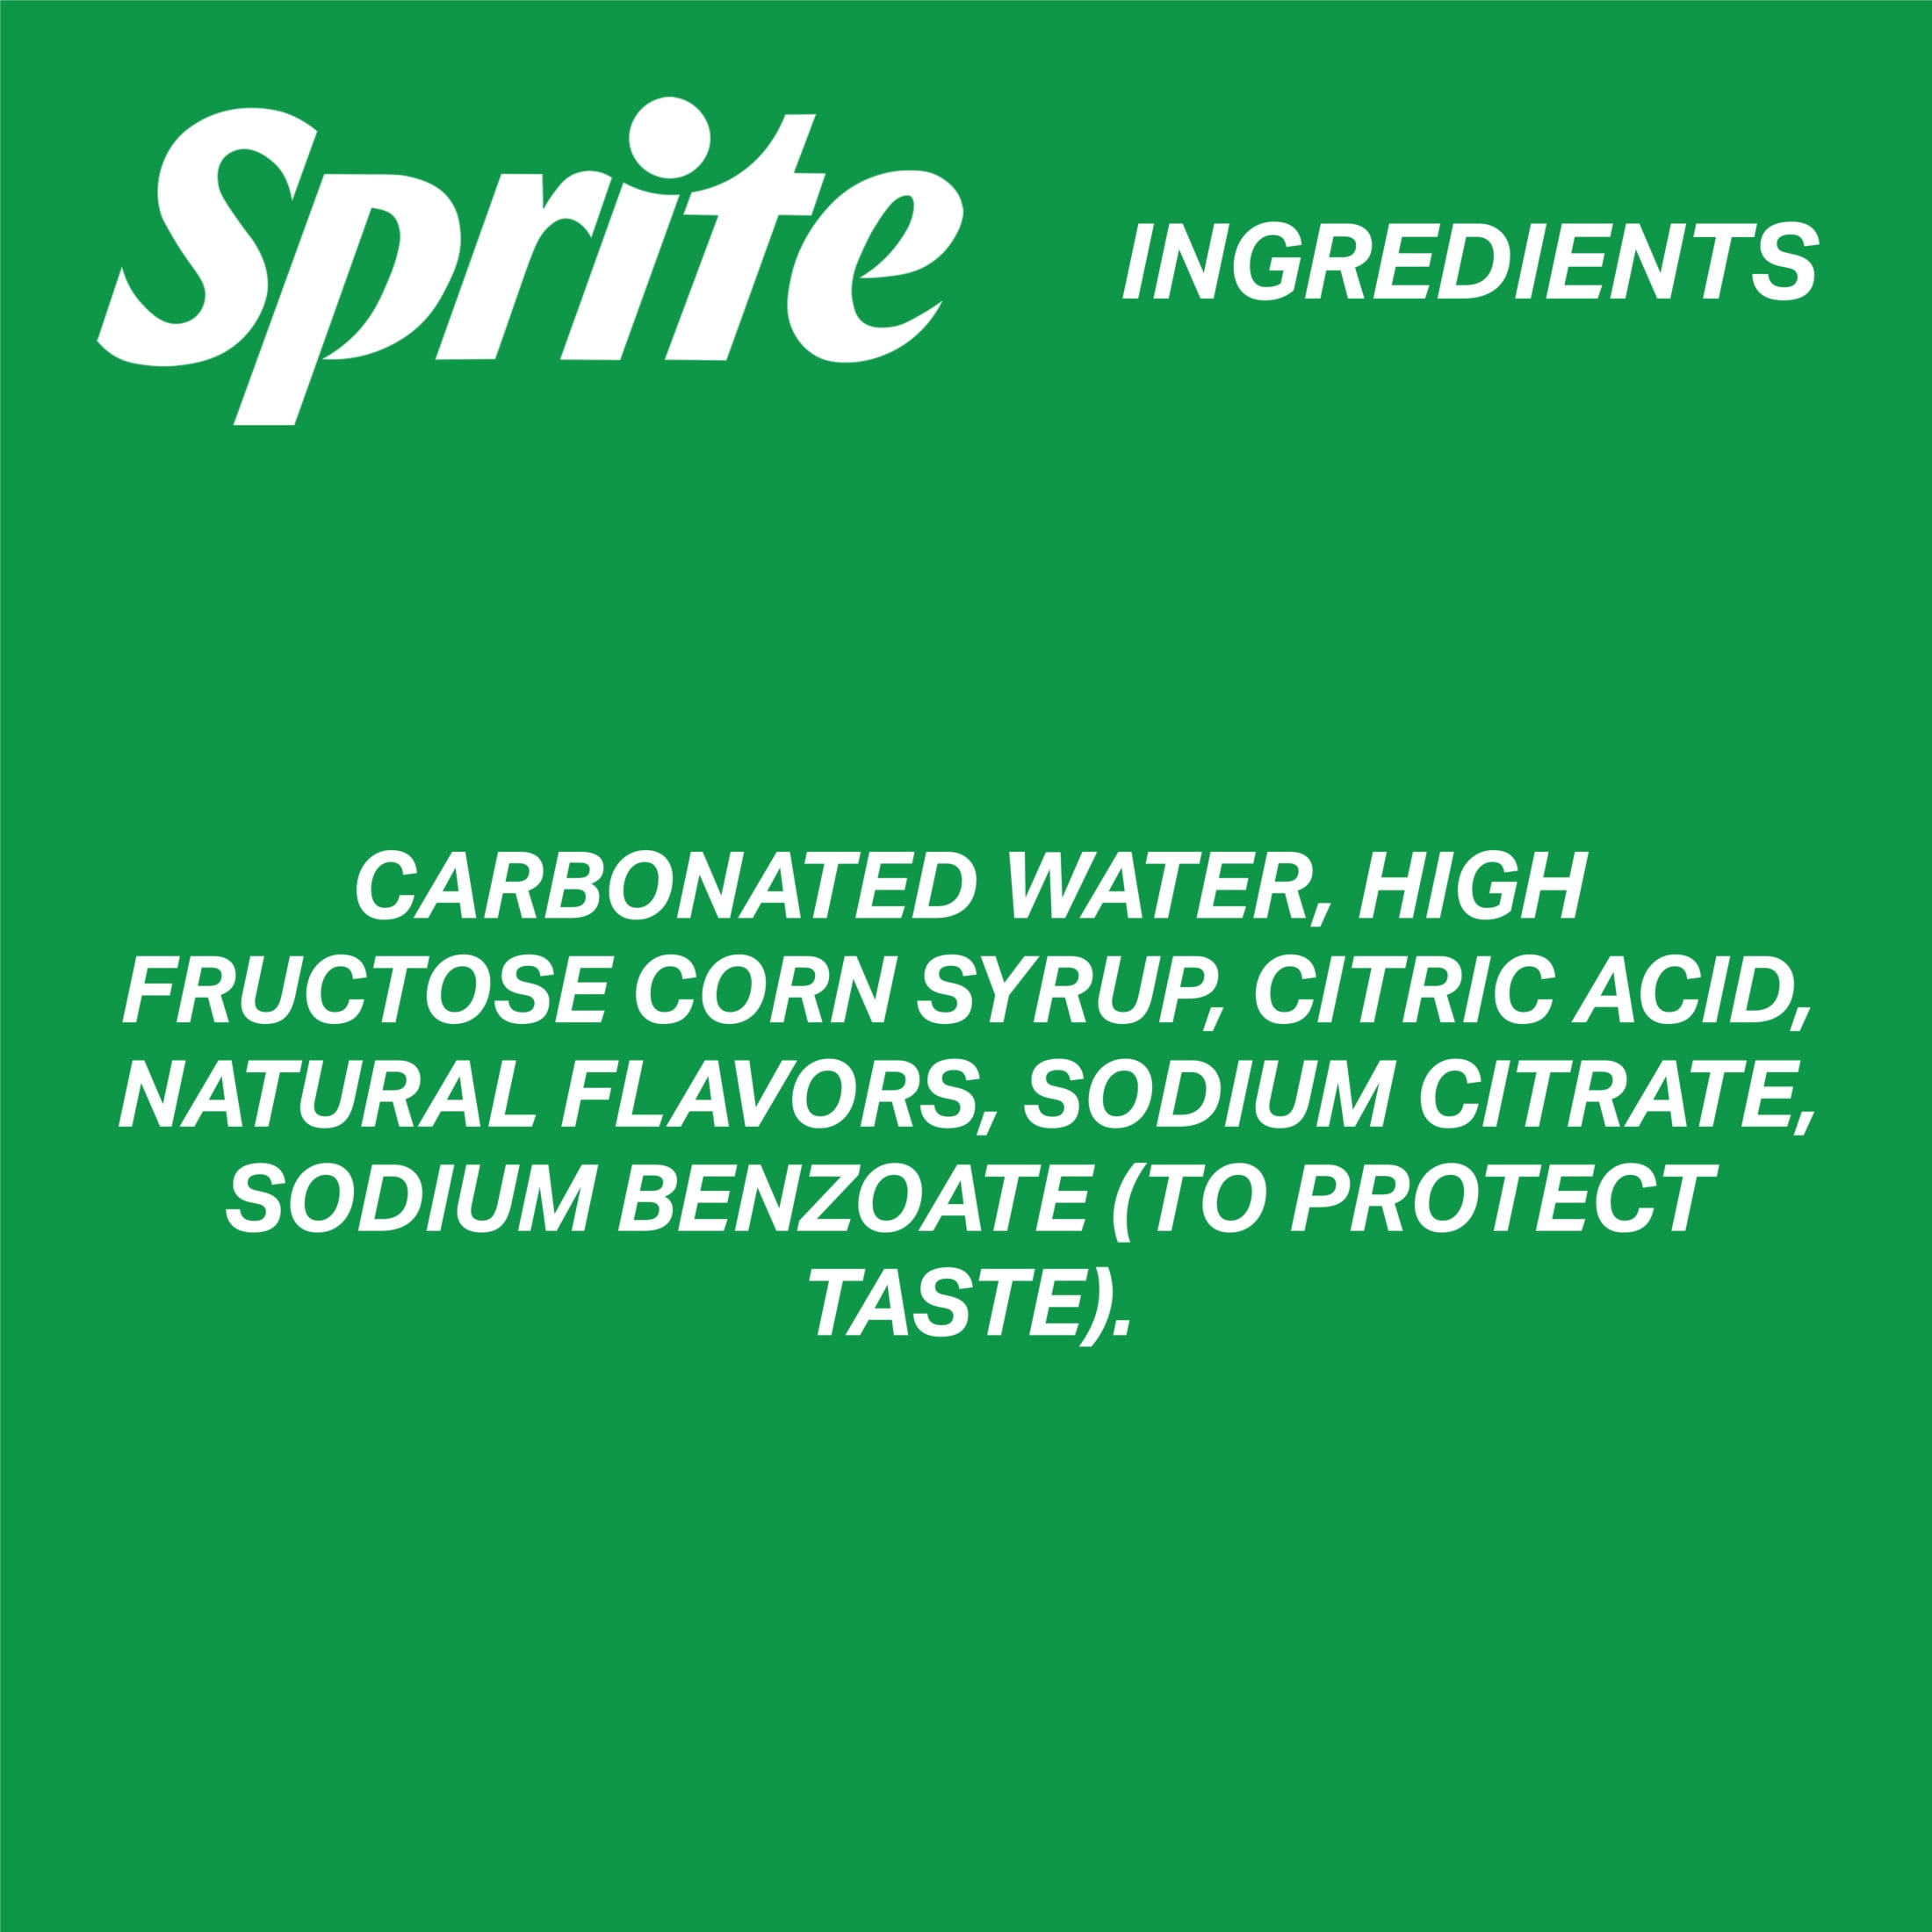 Sprite
INGREDIENTS
CARBONATED WATER, HIGH
FRUCTOSE CORN SYRUP, CITRIC ACID,
NATURAL FLAVORS, SODIUM CITRATE,
SODIUM BENZOATE (TO PROTECT
TASTE).